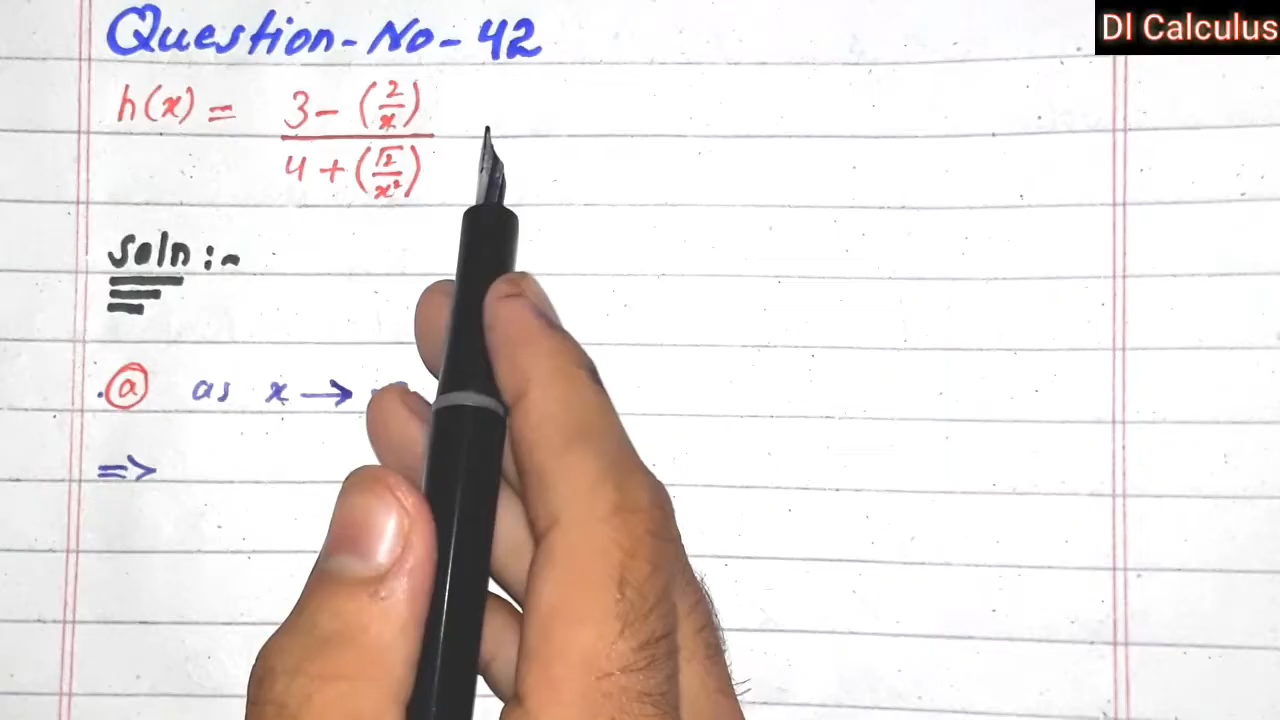 DI Calculus
Question-No-42
h(x) = 3 - (2/x) / 4 + (√2/x²)
Soln :-
(a) as x →
=>